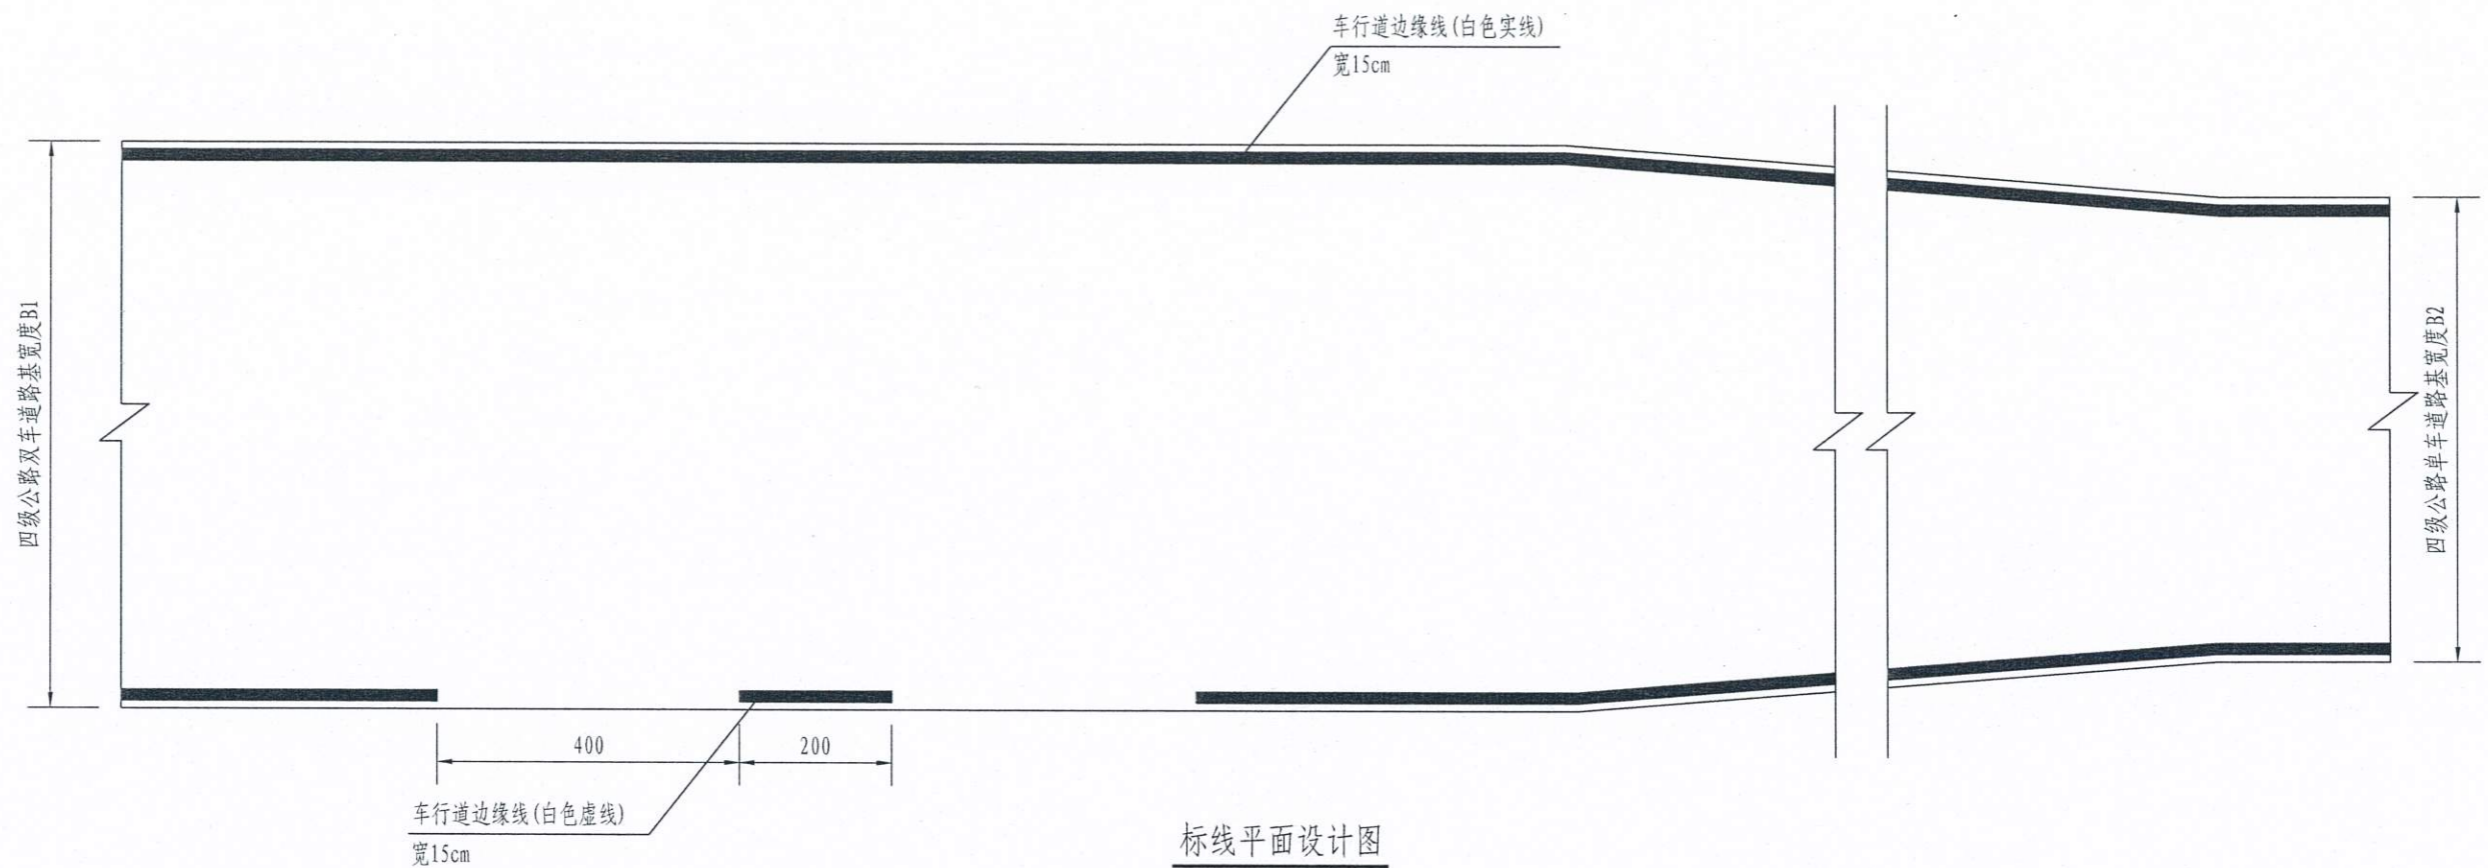 车行道边缘线(白色实线)
宽15cm
四级公路双车道路基宽度B1
四级公路单车道路基宽度B2
400
200
车行道边缘线(白色虚线)
宽15cm
标线平面设计图